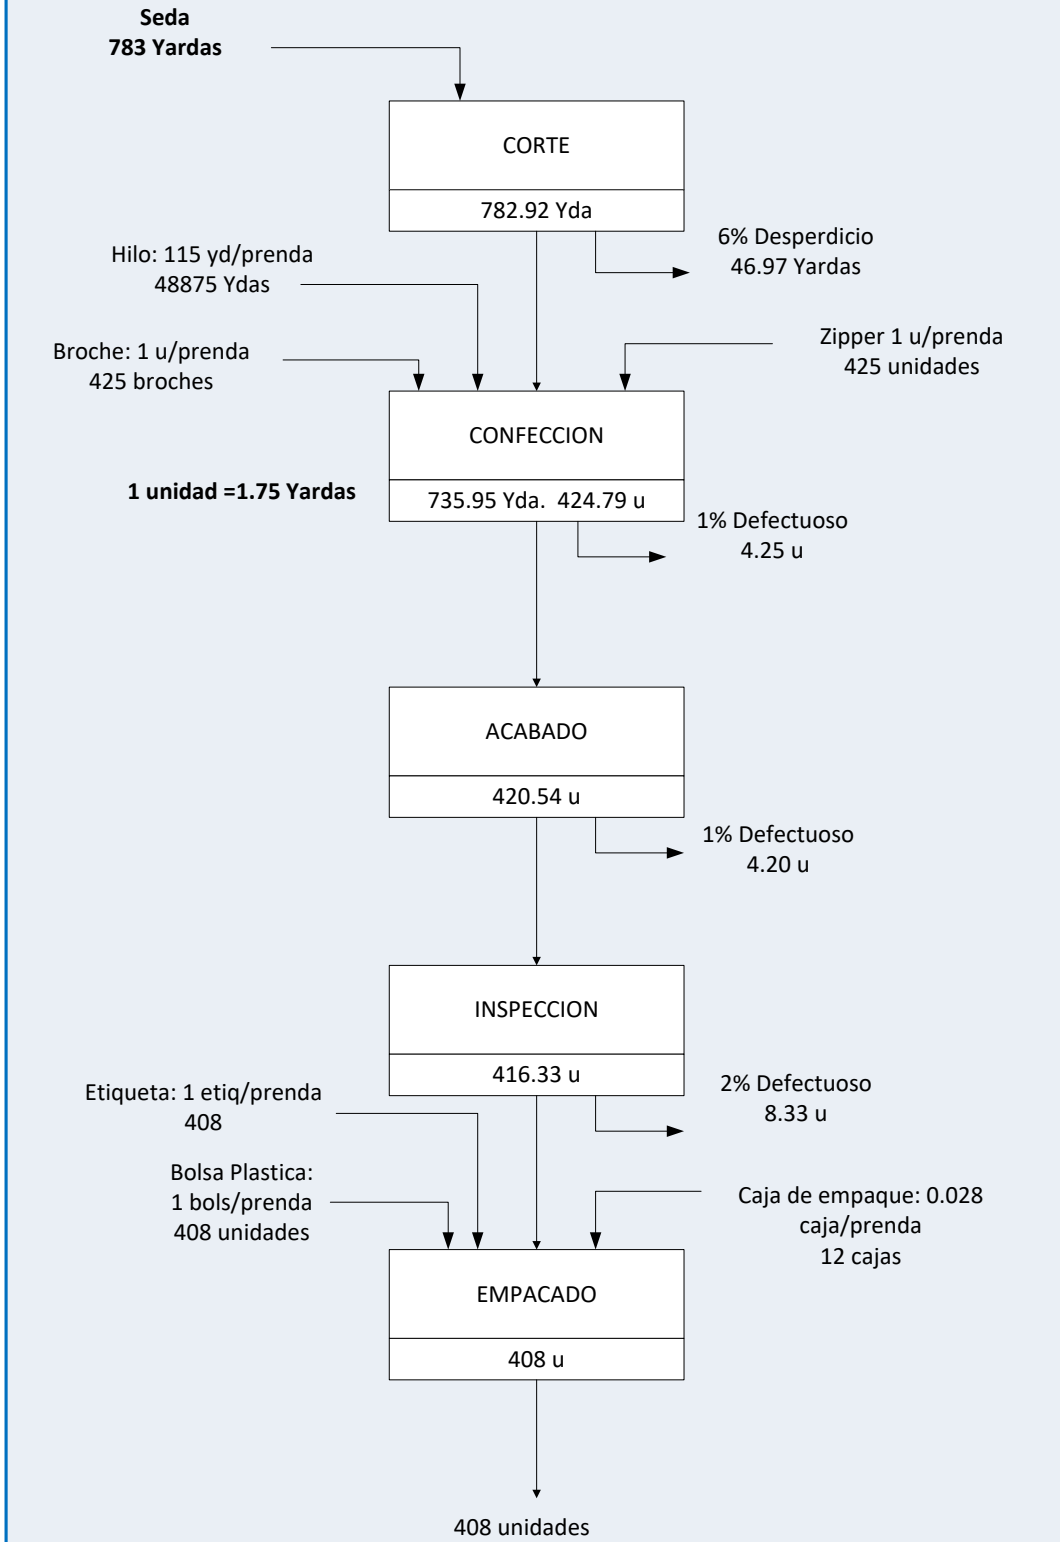 Seda
783 Yardas
CORTE
782.92 Yda
6% Desperdicio
46.97 Yardas
Hilo: 115 yd/prenda
48875 Ydas
Broche: 1 u/prenda
425 broches
Zipper 1 u/prenda
425 unidades
CONFECCION
1 unidad =1.75 Yardas
735.95 Yda.  424.79 u
1% Defectuoso
4.25 u
ACABADO
420.54 u
1% Defectuoso
4.20 u
INSPECCION
416.33 u
2% Defectuoso
8.33 u
Etiqueta: 1 etiq/prenda
408
Bolsa Plastica:
1 bols/prenda
408 unidades
Caja de empaque: 0.028
caja/prenda
12 cajas
EMPACADO
408 u
408 unidades